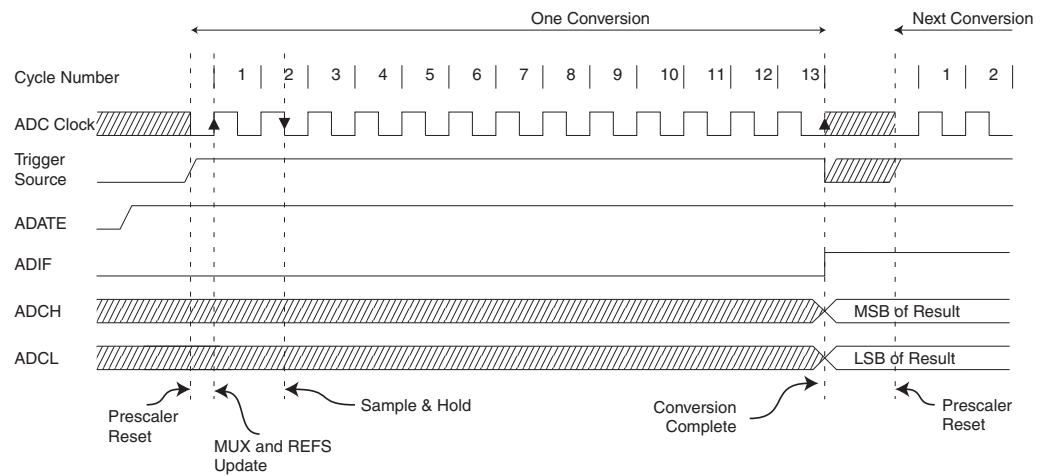 One Conversion
Next Conversion
Cycle Number
1 2 3 4 5 6 7 8 9 10 11 12 13 1 2
ADC Clock
Trigger
Source
ADATE
ADIF
ADCH
MSB of Result
ADCL
LSB of Result
Prescaler
Reset
MUX and REFS
Update
Sample & Hold
Conversion
Complete
Prescaler
Reset